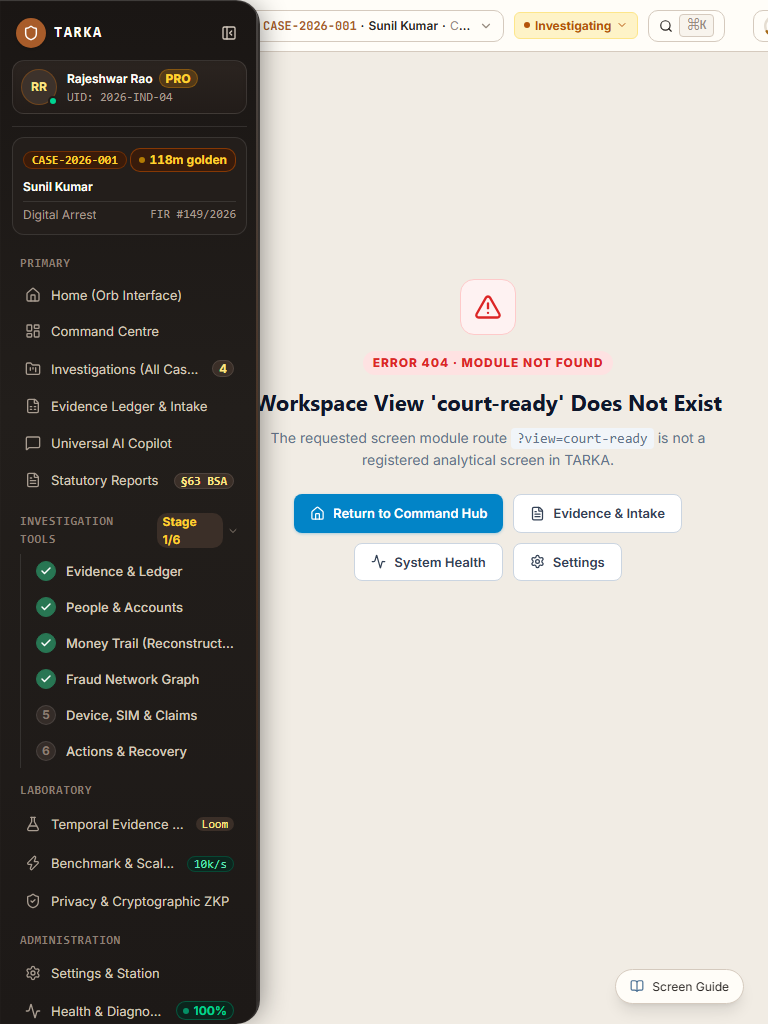 TARKA
CASE-2026-001 · Sunil Kumar · C...
Investigating
⌘K
RR
Rajeshwar Rao PRO
UID: 2026-IND-04
CASE-2026-001
118m golden
Sunil Kumar
Digital Arrest
FIR #149/2026
PRIMARY
Home (Orb Interface)
Command Centre
Investigations (All Cas... 4
Evidence Ledger & Intake
Universal AI Copilot
Statutory Reports §63 BSA
INVESTIGATION
TOOLS
Stage
1/6
Evidence & Ledger
People & Accounts
Money Trail (Reconstruct...
Fraud Network Graph
5 Device, SIM & Claims
6 Actions & Recovery
LABORATORY
Temporal Evidence ... Loom
Benchmark & Scal... 10k/s
Privacy & Cryptographic ZKP
ADMINISTRATION
Settings & Station
Health & Diagno... 100%
ERROR 404 · MODULE NOT FOUND
Workspace View 'court-ready' Does Not Exist
The requested screen module route ?view=court-ready is not a
registered analytical screen in TARKA.
Return to Command Hub
Evidence & Intake
System Health
Settings
Screen Guide